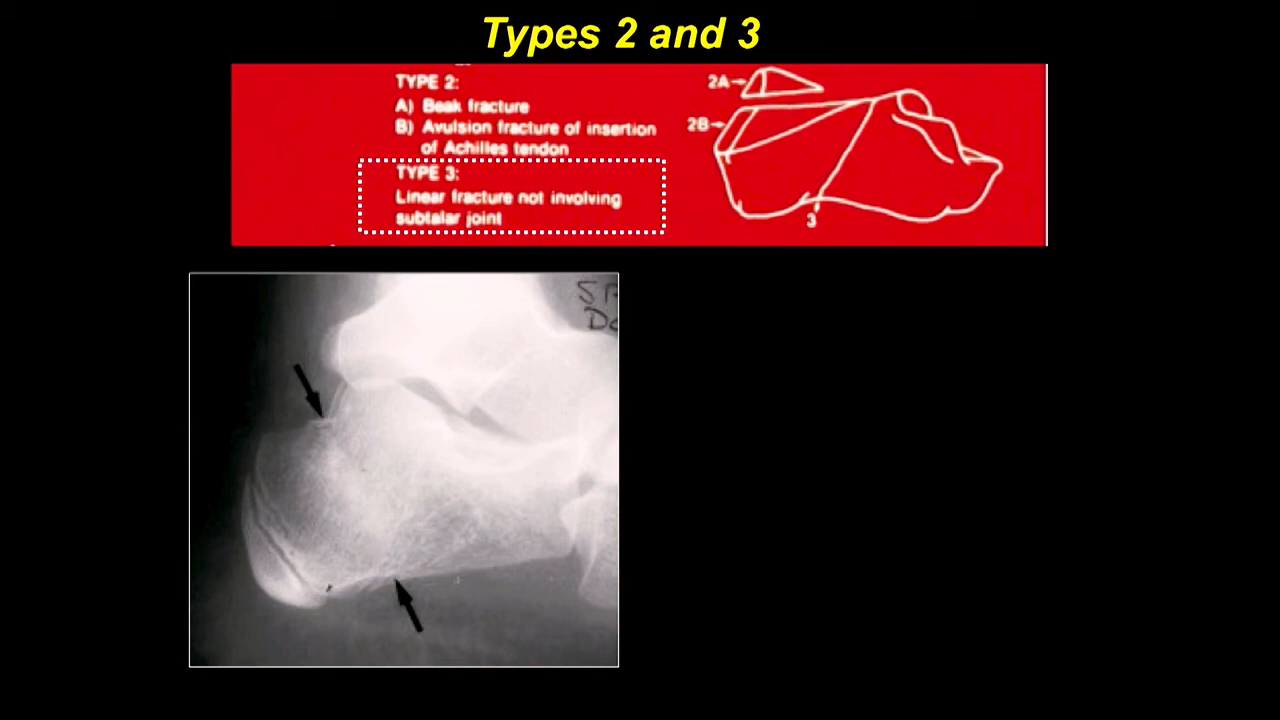 Types 2 and 3
TYPE 2:
A) Beak fracture
B) Avulsion fracture of insertion
of Achilles tendon
TYPE 3:
Linear fracture not involving
subtalar joint
2A
2B
3